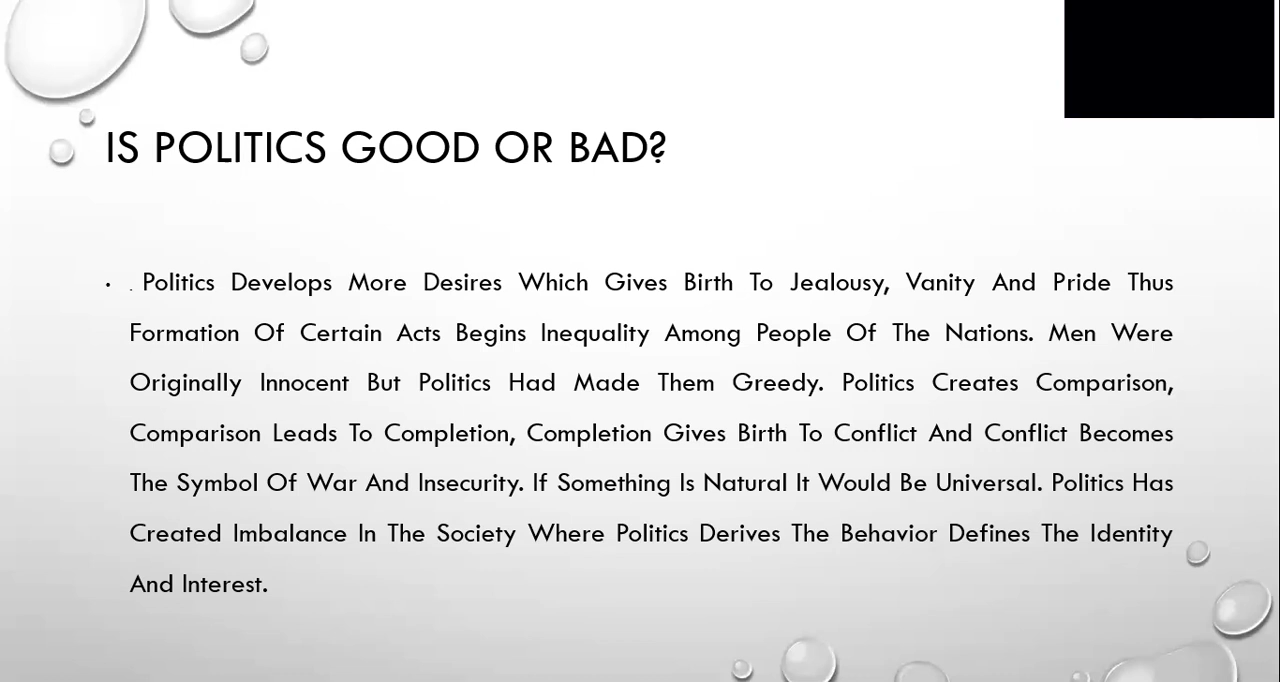 IS POLITICS GOOD OR BAD?
• . Politics Develops More Desires Which Gives Birth To Jealousy, Vanity And Pride Thus
Formation Of Certain Acts Begins Inequality Among People Of The Nations. Men Were
Originally Innocent But Politics Had Made Them Greedy. Politics Creates Comparison,
Comparison Leads To Completion, Completion Gives Birth To Conflict And Conflict Becomes
The Symbol Of War And Insecurity. If Something Is Natural It Would Be Universal. Politics Has
Created Imbalance In The Society Where Politics Derives The Behavior Defines The Identity
And Interest.